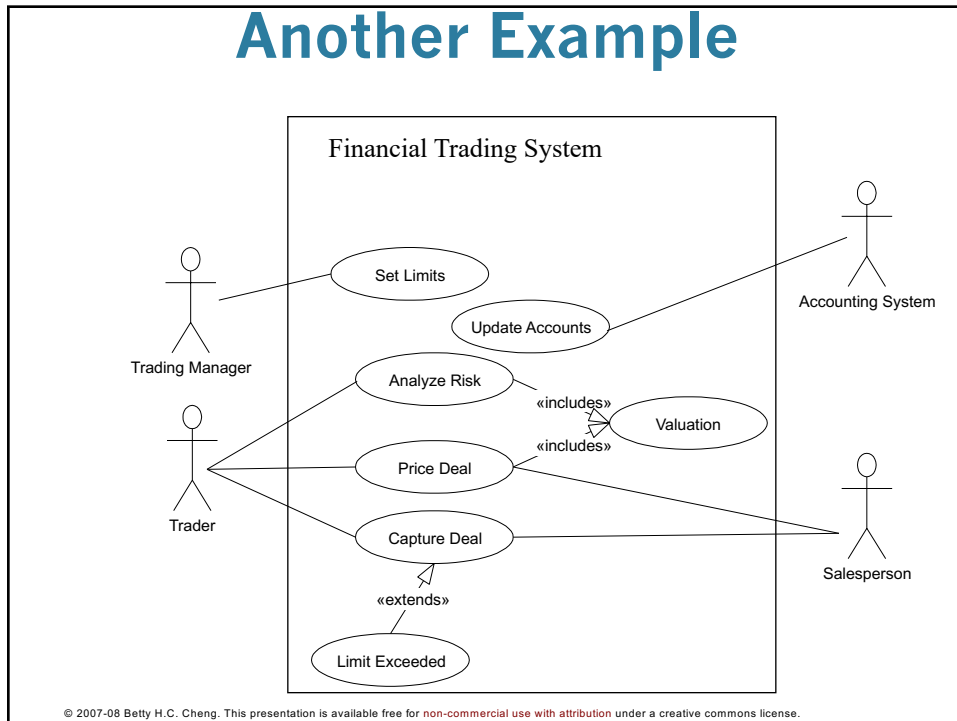 Another Example
Financial Trading System
Set Limits
Update Accounts
Accounting System
Trading Manager
Analyze Risk
«includes»
Valuation
«includes»
Price Deal
Trader
Capture Deal
Salesperson
«extends»
Limit Exceeded
© 2007-08 Betty H.C. Cheng. This presentation is available free for non-commercial use with attribution under a creative commons license.